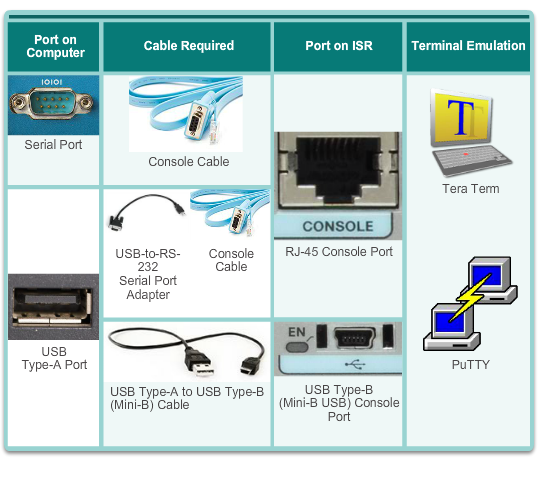 Port on
Computer
Cable Required
Port on ISR
Terminal Emulation
10101
Serial Port
Console Cable
CONSOLE
RJ-45 Console Port
T
Tera Term
USB-to-RS-
232
Serial Port
Adapter
Console
Cable
USB
Type-A Port
USB Type-A to USB Type-B
(Mini-B) Cable
EN
USB Type-B
(Mini-B USB) Console
Port
PuTTY